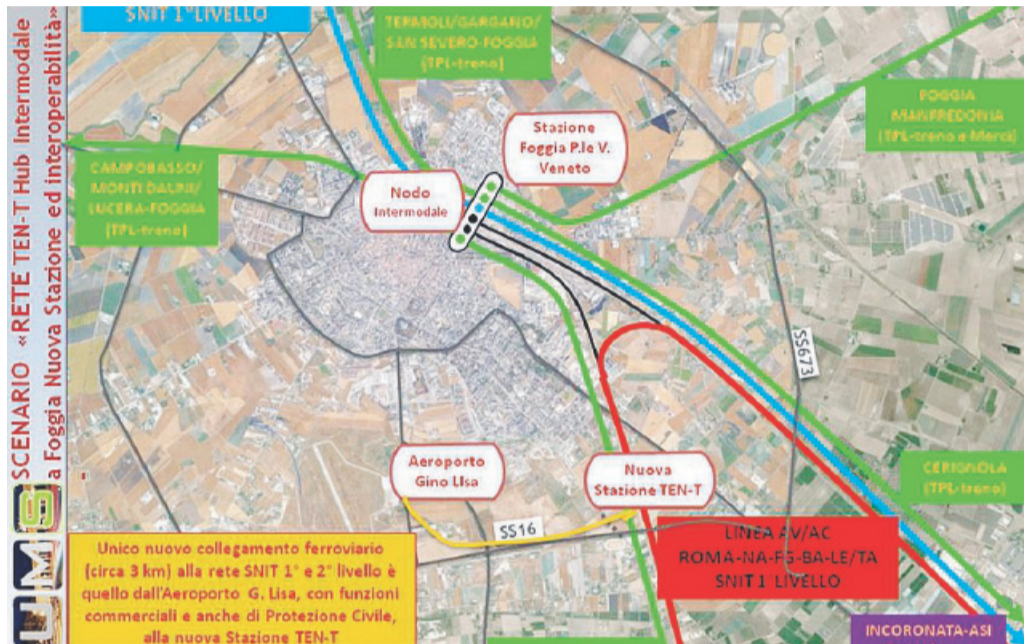 SCENARIO «RETE TEN-T Hub Intermodale
a Foggia Nuova Stazione ed interoperabilità»
SNIT 1°LIVELLO
TERMOLI/GARGANO/
SAN SEVERO-FOGGIA
(TPL-treno)
FOGGIA
MANFREDONIA
(TPL-treno e Merci)
Stazione
Foggia P.le V.
Veneto
CAMPOBASSO/
MONTI DAUNI/
LUCERA-FOGGIA
(TPL-treno)
Nodo
Intermodale
SS673
Aeroporto
Gino Lisa
Nuova
Stazione TEN-T
CERIGNOLA
(TPL-treno)
SS16
LINEA AV/AC
ROMA-NA-FG-BA-LE/TA
SNIT 1 LIVELLO
Unico nuovo collegamento ferroviario
(circa 3 km) alla rete SNIT 1° e 2° livello è
quello dall'Aeroporto G. Lisa, con funzioni
commerciali e anche di Protezione Civile,
alla nuova Stazione TEN-T
INCORONATA-ASI